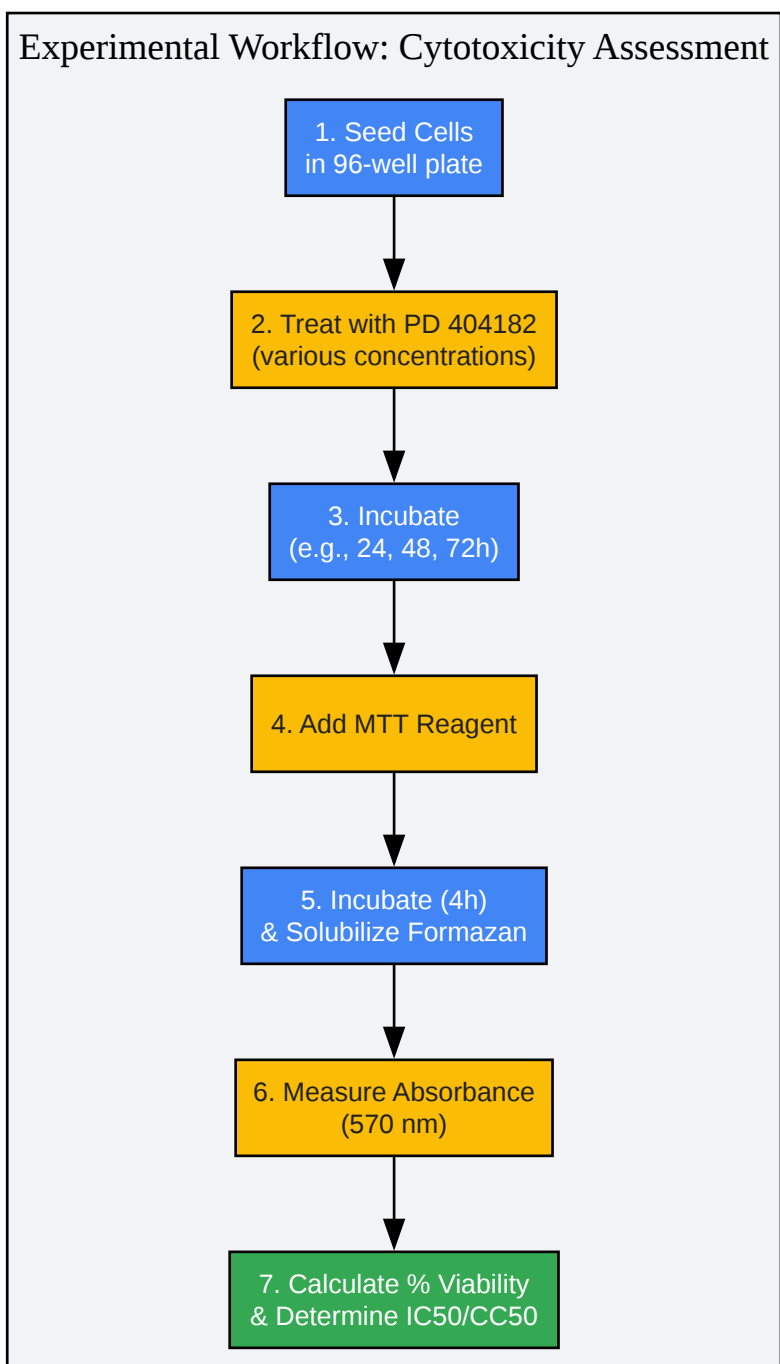 Experimental Workflow: Cytotoxicity Assessment
1. Seed Cells
in 96-well plate
2. Treat with PD 404182
(various concentrations)
3. Incubate
(e.g., 24, 48, 72h)
4. Add MTT Reagent
5. Incubate (4h)
& Solubilize Formazan
6. Measure Absorbance
(570 nm)
7. Calculate % Viability
& Determine IC50/CC50